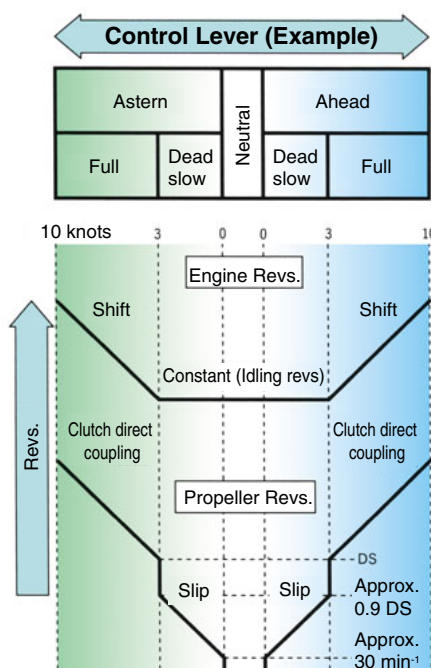 Control Lever (Example)
Astern
Neutral
Ahead
Full
Dead
slow
Dead
slow
Full
10 knots 3 0 0 3 10
Engine Revs.
Shift
Shift
Constant (Idling revs)
Revs.
Clutch direct
coupling
Clutch direct
coupling
Propeller Revs.
DS
Slip
Slip
Approx.
0.9 DS
Approx.
30 min⁻¹